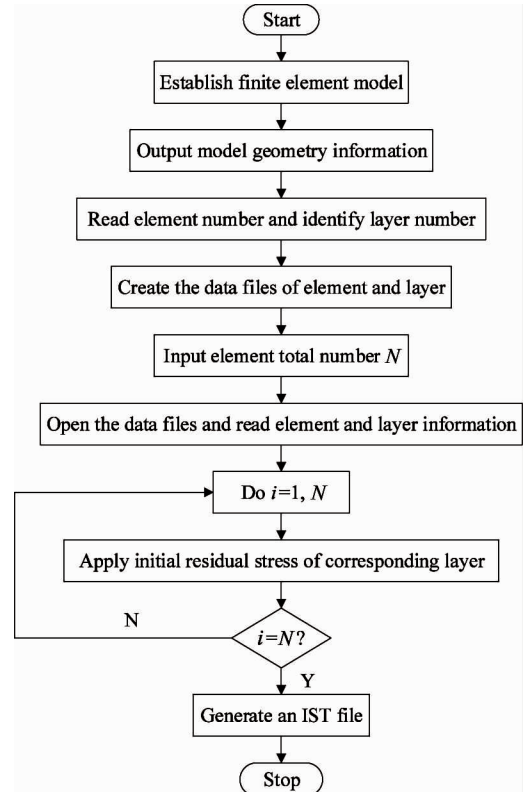 Start
Establish finite element model
Output model geometry information
Read element number and identify layer number
Create the data files of element and layer
Input element total number N
Open the data files and read element and layer information
Do i=1, N
Apply initial residual stress of corresponding layer
N
i=N?
Y
Generate an IST file
Stop